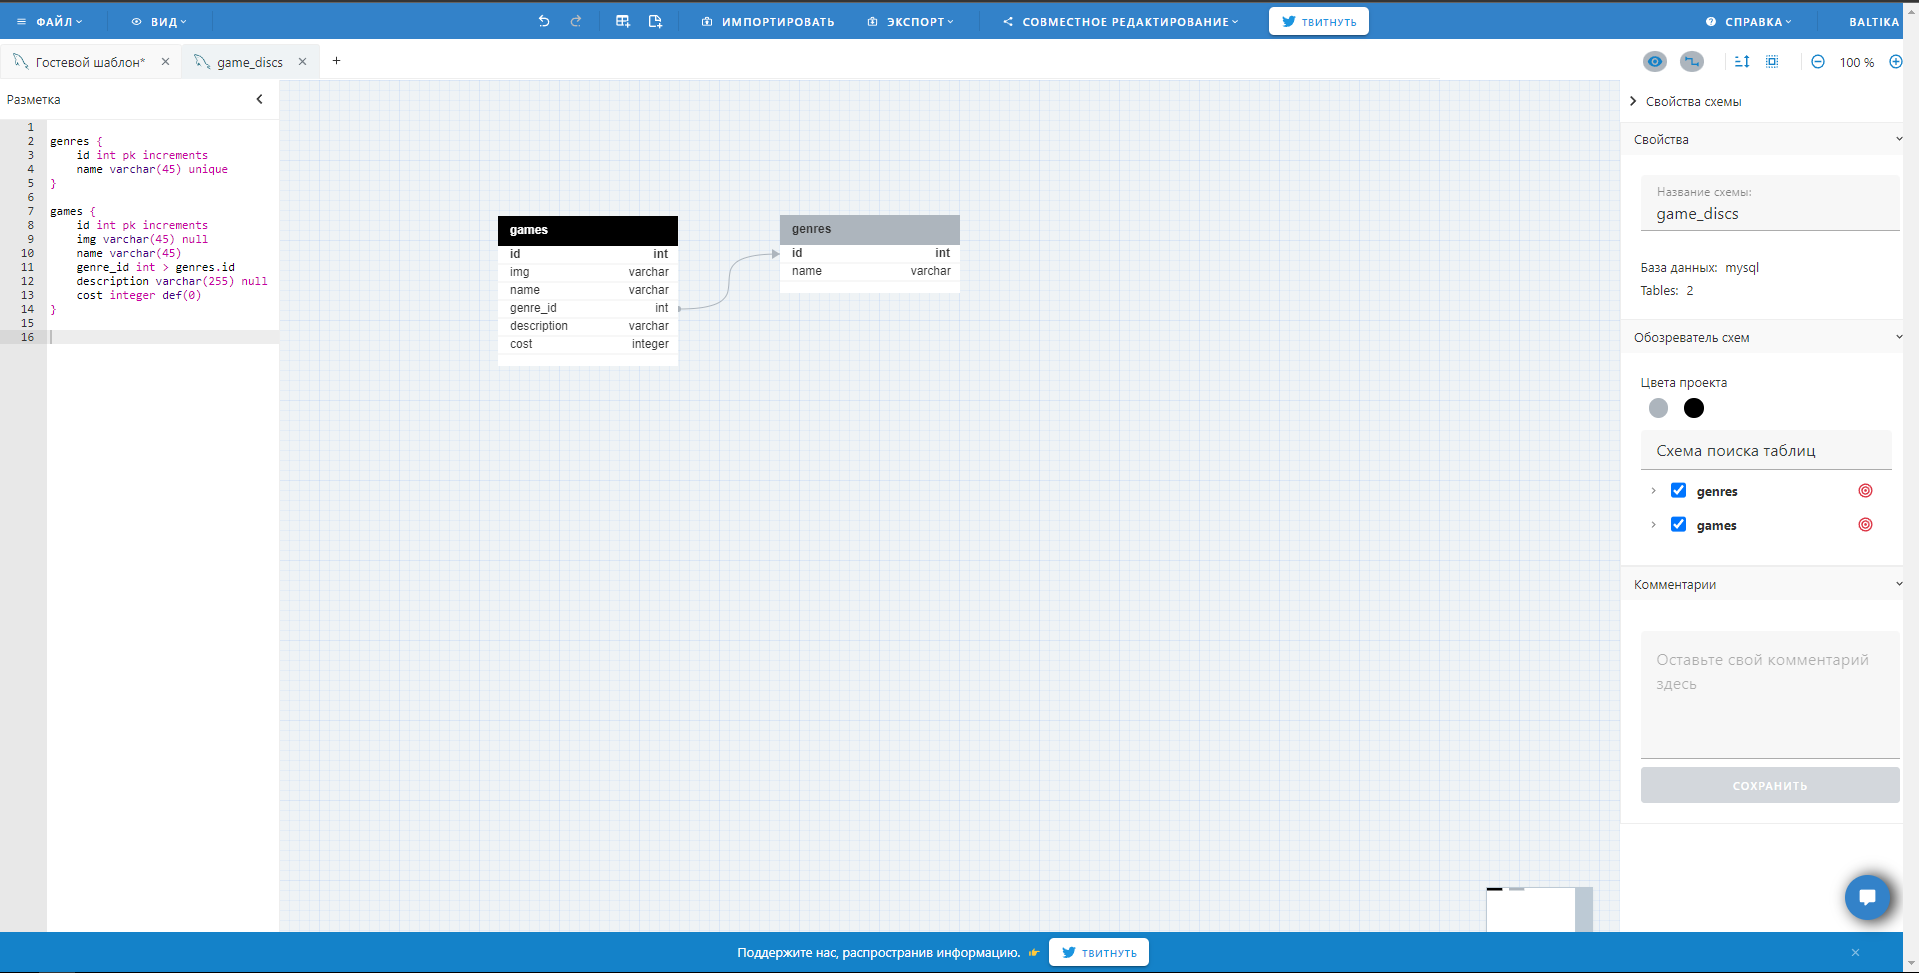 ФАЙЛ ВИД ИМПОРТИРОВАТЬ ЭКСПОРТ СОВМЕСТНОЕ РЕДАКТИРОВАНИЕ ТВИТНУТЬ СПРАВКА BALTIKA
Гостевой шаблон* game_discs + 100 %
Разметка
1
2 genres {
3 id int pk increments
4 name varchar(45) unique
5 }
6
7 games {
8 id int pk increments
9 img varchar(45) null
10 name varchar(45)
11 genre_id int > genres.id
12 description varchar(255) null
13 cost integer def(0)
14 }
15
16
games
id int
img varchar
name varchar
genre_id int
description varchar
cost integer
genres
id int
name varchar
Свойства схемы
Свойства
Название схемы:
game_discs
База данных: mysql
Tables: 2
Обозреватель схем
Цвета проекта
Схема поиска таблиц
genres
games
Комментарии
Оставьте свой комментарий
здесь
СОХРАНИТЬ
Поддержите нас, распространив информацию. ТВИТНУТЬ